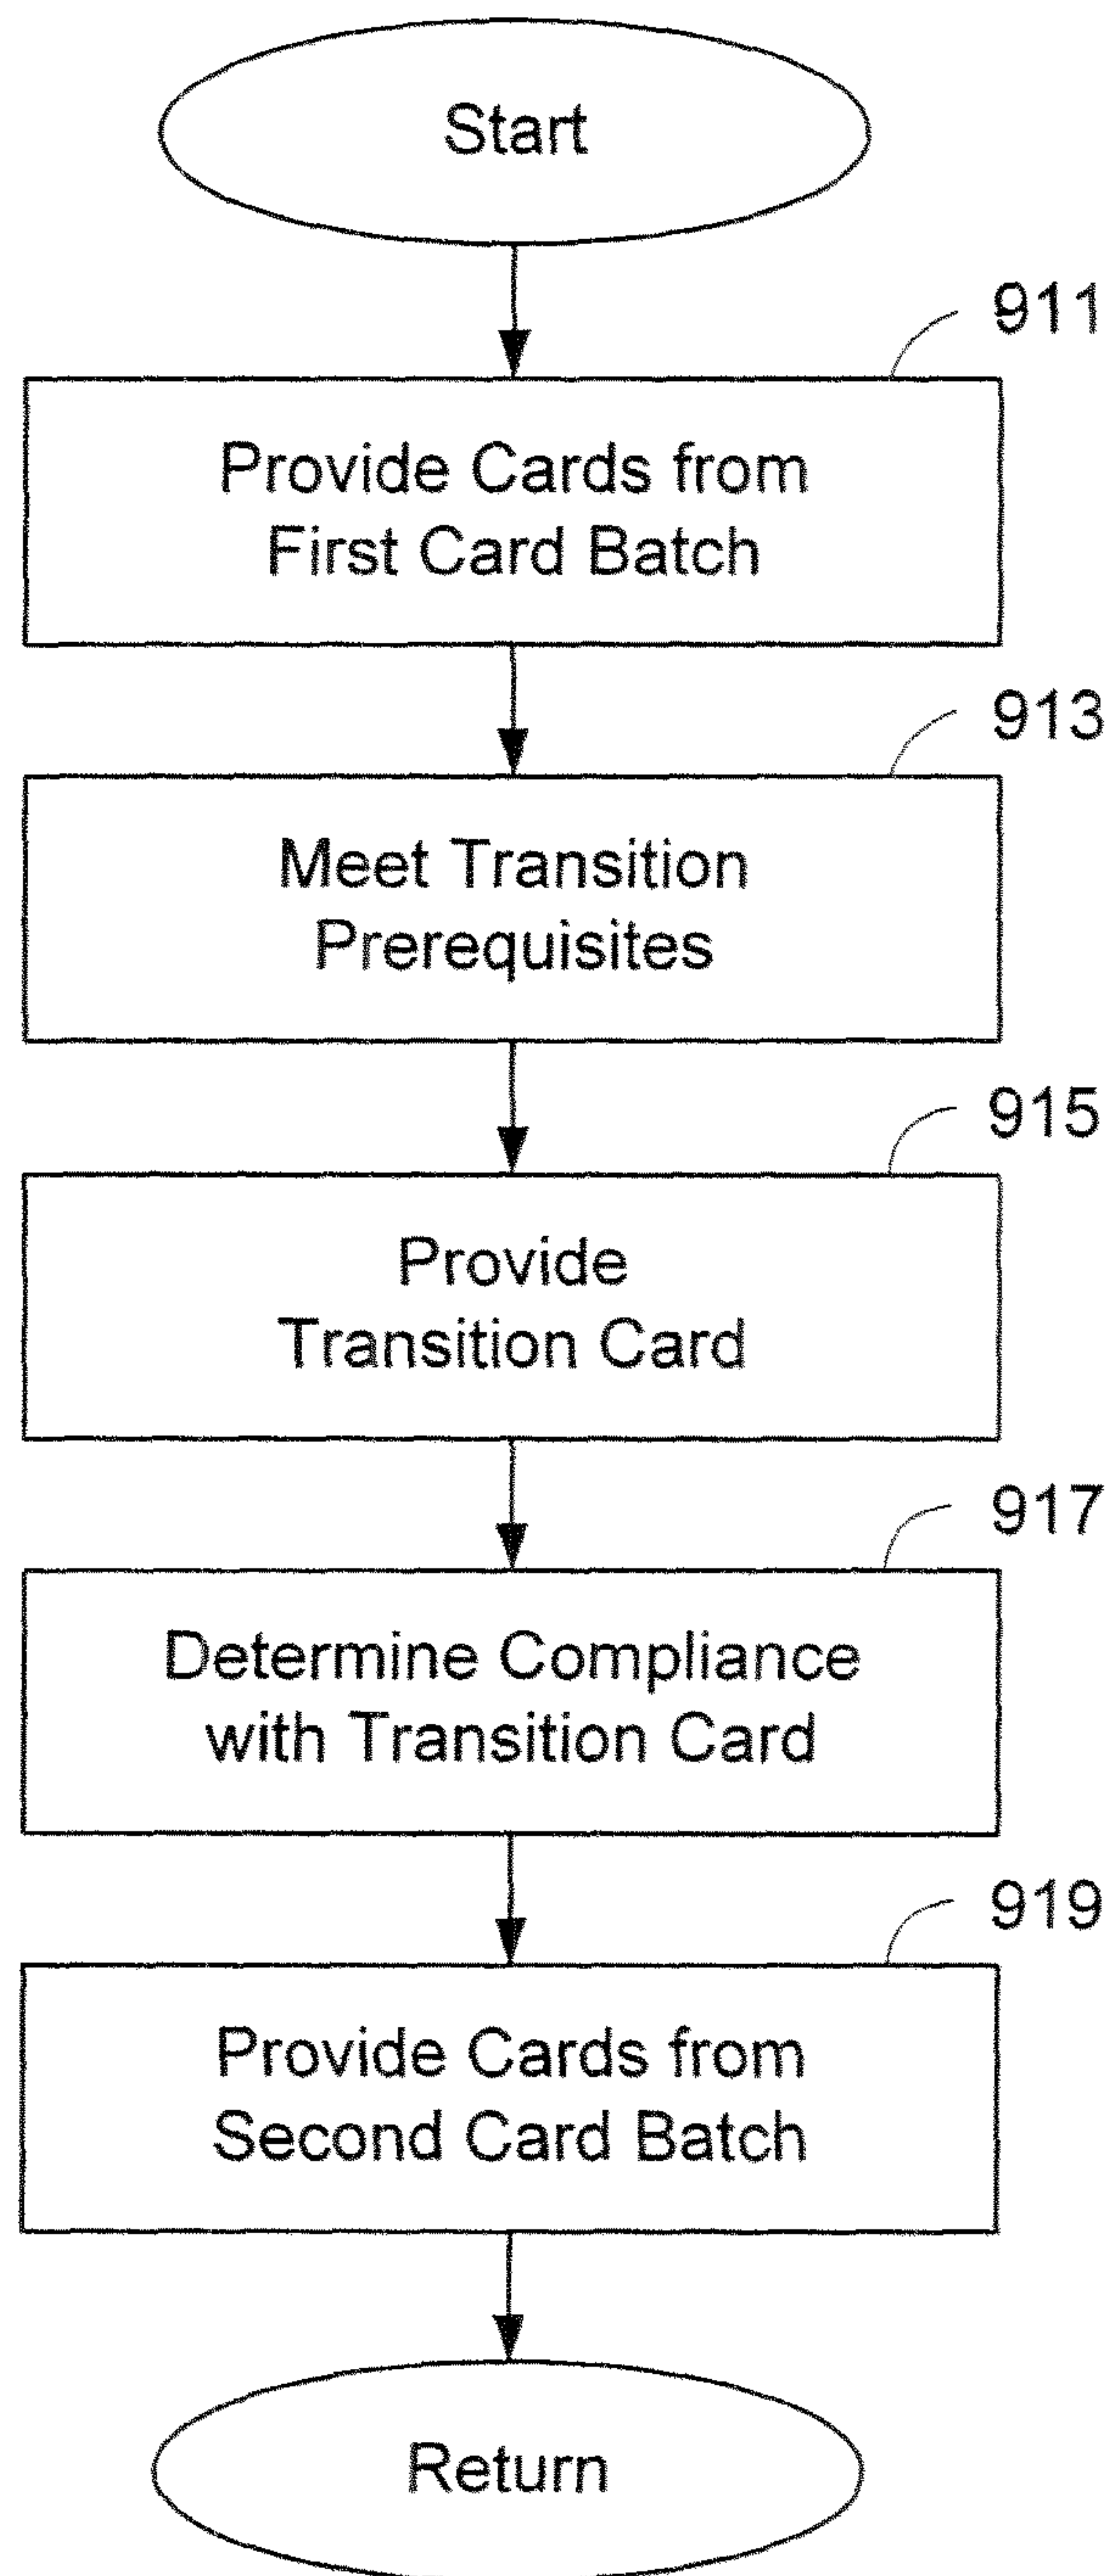 Start
911
Provide Cards from
First Card Batch
913
Meet Transition
Prerequisites
915
Provide
Transition Card
917
Determine Compliance
with Transition Card
919
Provide Cards from
Second Card Batch
Return